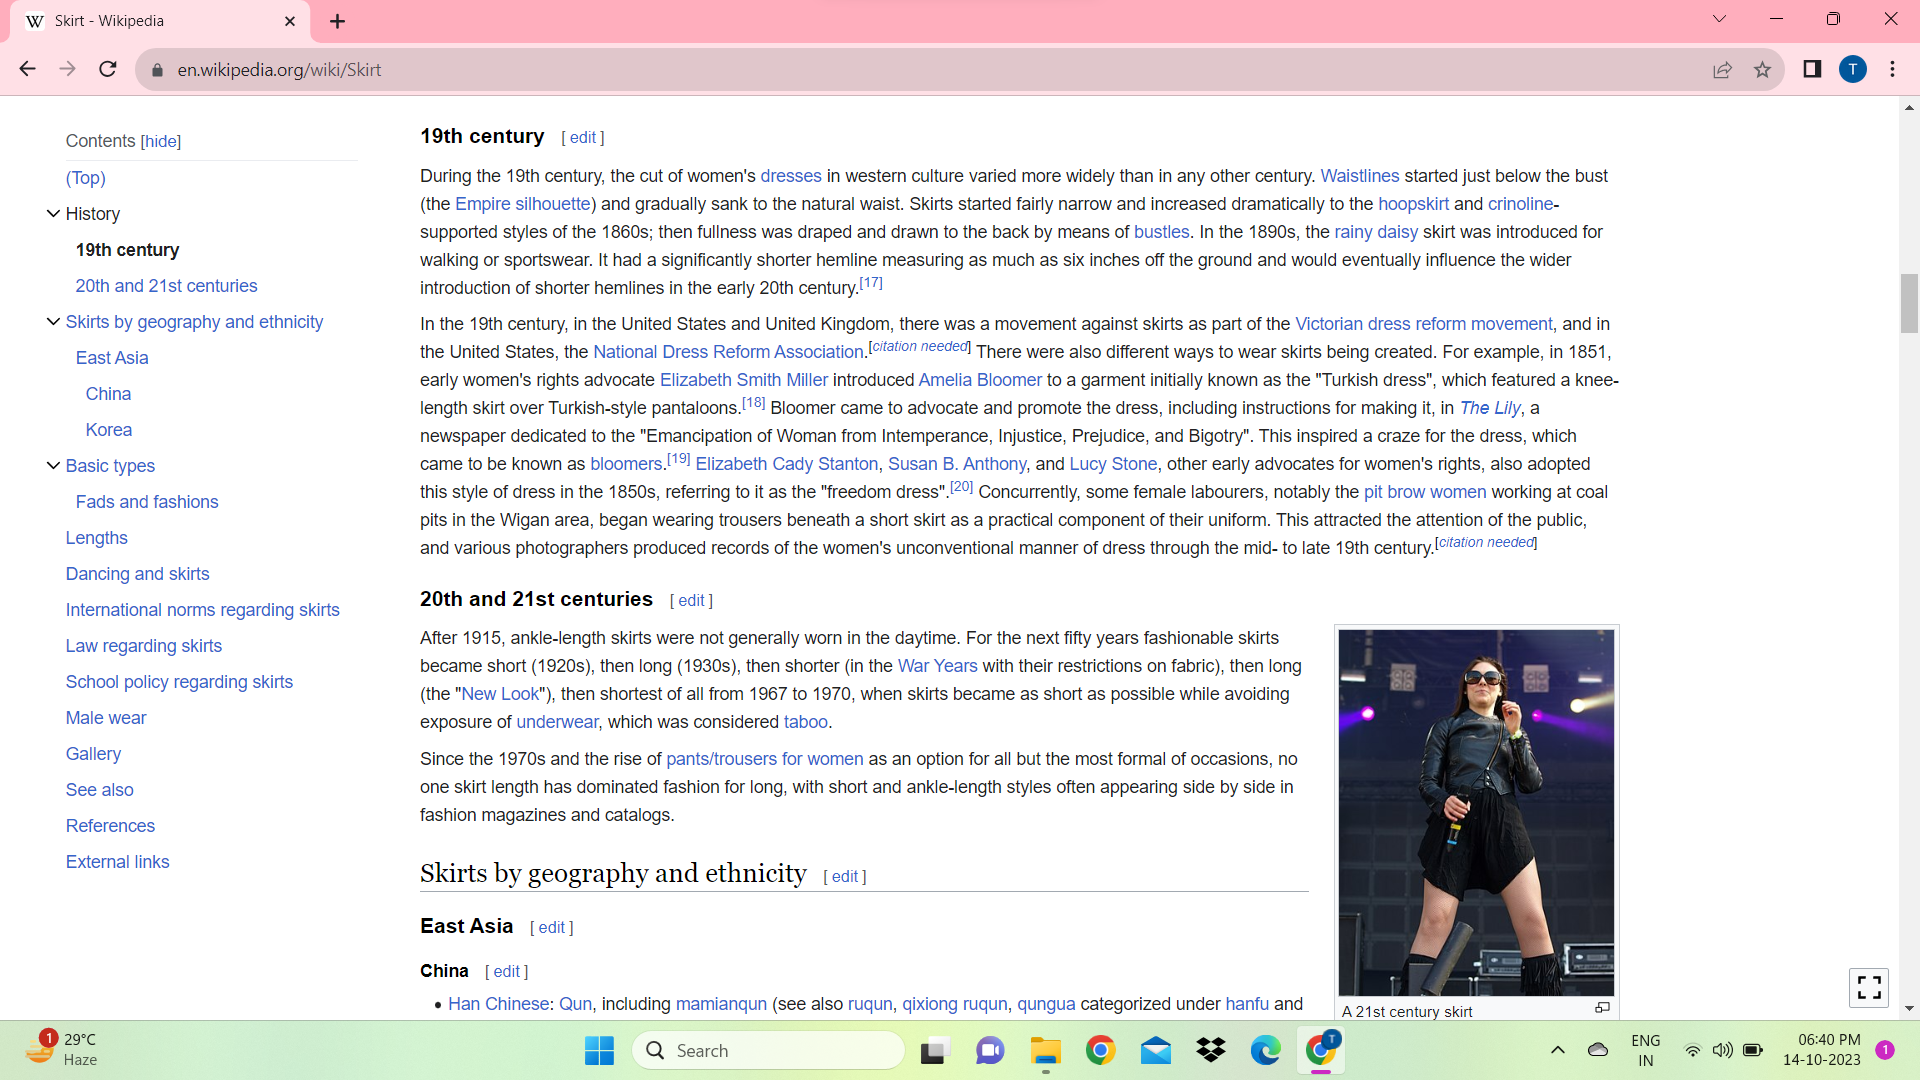 Skirt - Wikipedia
en.wikipedia.org/wiki/Skirt
T
Contents [hide]
(Top)
History
19th century
20th and 21st centuries
Skirts by geography and ethnicity
East Asia
China
Korea
Basic types
Fads and fashions
Lengths
Dancing and skirts
International norms regarding skirts
Law regarding skirts
School policy regarding skirts
Male wear
Gallery
See also
References
External links
19th century [ edit ]
During the 19th century, the cut of women's dresses in western culture varied more widely than in any other century. Waistlines started just below the bust
(the Empire silhouette) and gradually sank to the natural waist. Skirts started fairly narrow and increased dramatically to the hoopskirt and crinoline-
supported styles of the 1860s; then fullness was draped and drawn to the back by means of bustles. In the 1890s, the rainy daisy skirt was introduced for
walking or sportswear. It had a significantly shorter hemline measuring as much as six inches off the ground and would eventually influence the wider
introduction of shorter hemlines in the early 20th century.[17]
In the 19th century, in the United States and United Kingdom, there was a movement against skirts as part of the Victorian dress reform movement, and in
the United States, the National Dress Reform Association.[citation needed] There were also different ways to wear skirts being created. For example, in 1851,
early women's rights advocate Elizabeth Smith Miller introduced Amelia Bloomer to a garment initially known as the "Turkish dress", which featured a knee-
length skirt over Turkish-style pantaloons.[18] Bloomer came to advocate and promote the dress, including instructions for making it, in The Lily, a
newspaper dedicated to the "Emancipation of Woman from Intemperance, Injustice, Prejudice, and Bigotry". This inspired a craze for the dress, which
came to be known as bloomers.[19] Elizabeth Cady Stanton, Susan B. Anthony, and Lucy Stone, other early advocates for women's rights, also adopted
this style of dress in the 1850s, referring to it as the "freedom dress".[20] Concurrently, some female labourers, notably the pit brow women working at coal
pits in the Wigan area, began wearing trousers beneath a short skirt as a practical component of their uniform. This attracted the attention of the public,
and various photographers produced records of the women's unconventional manner of dress through the mid- to late 19th century.[citation needed]
20th and 21st centuries [ edit ]
After 1915, ankle-length skirts were not generally worn in the daytime. For the next fifty years fashionable skirts
became short (1920s), then long (1930s), then shorter (in the War Years with their restrictions on fabric), then long
(the "New Look"), then shortest of all from 1967 to 1970, when skirts became as short as possible while avoiding
exposure of underwear, which was considered taboo.
Since the 1970s and the rise of pants/trousers for women as an option for all but the most formal of occasions, no
one skirt length has dominated fashion for long, with short and ankle-length styles often appearing side by side in
fashion magazines and catalogs.
A 21st century skirt
Skirts by geography and ethnicity [ edit ]
East Asia [ edit ]
China [ edit ]
• Han Chinese: Qun, including mamianqun (see also ruqun, qixiong ruqun, qungua categorized under hanfu and
1
29°C
Haze
Search
T
ENG
IN
06:40 PM
14-10-2023
1